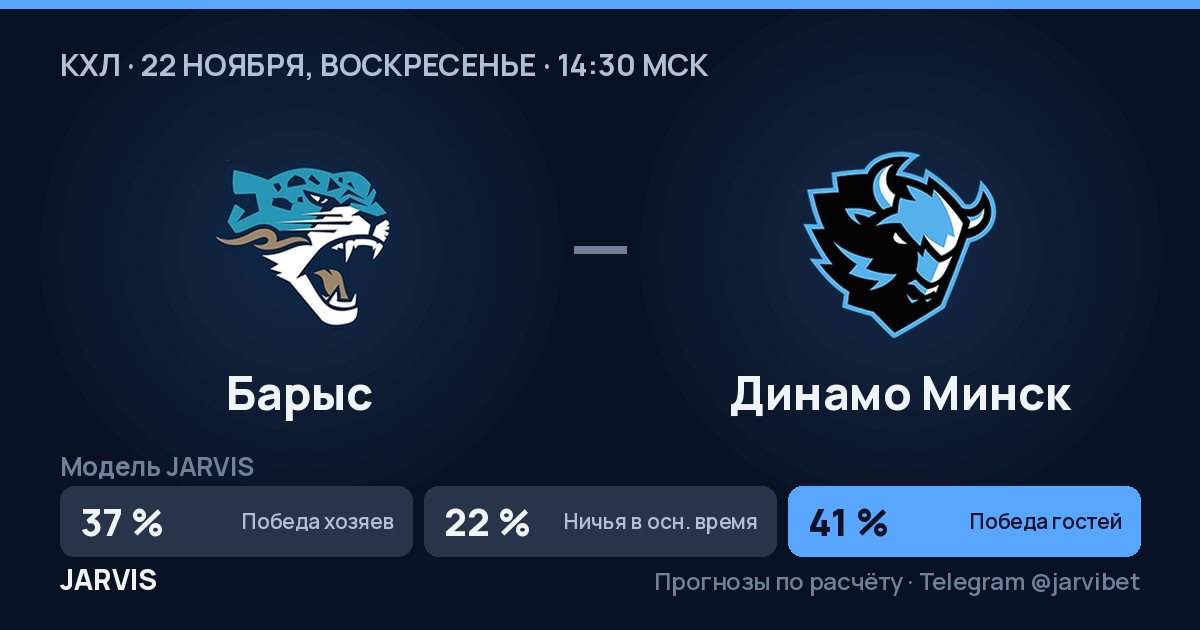 КХЛ · 22 НОЯБРЯ, ВОСКРЕСЕНЬЕ · 14:30 МСК
–
Барыс
Динамо Минск
Модель JARVIS
37 % Победа хозяев
22 % Ничья в осн. время
41 % Победа гостей
JARVIS
Прогнозы по расчёту · Telegram @jarvibet